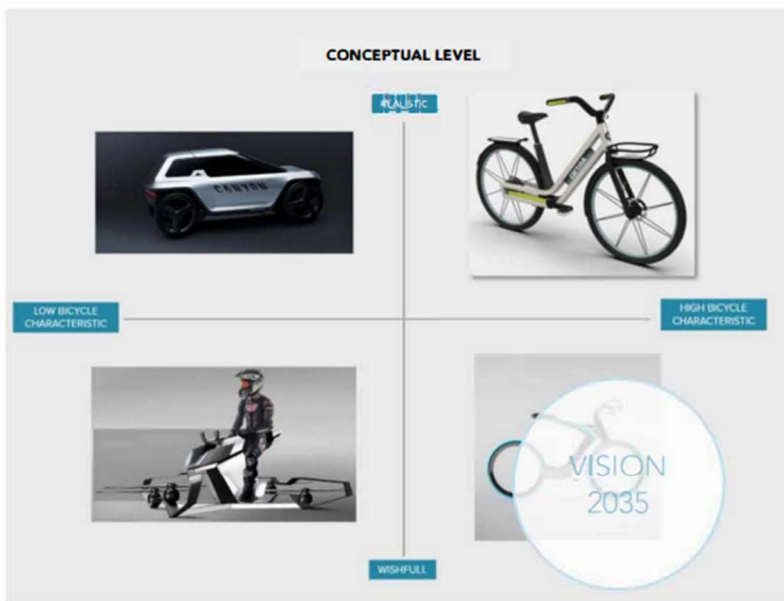 CONCEPTUAL LEVEL
REALISTIC
CANYON
LOW BICYCLE
CHARACTERISTIC
HIGH BICYCLE
CHARACTERISTIC
VISION
2035
WISHFULL